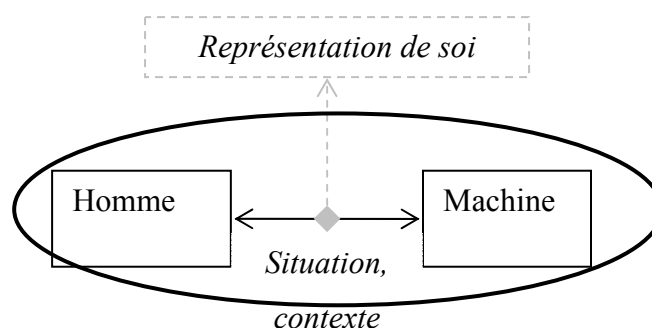 Représentation de soi
Homme
Machine
Situation,
contexte